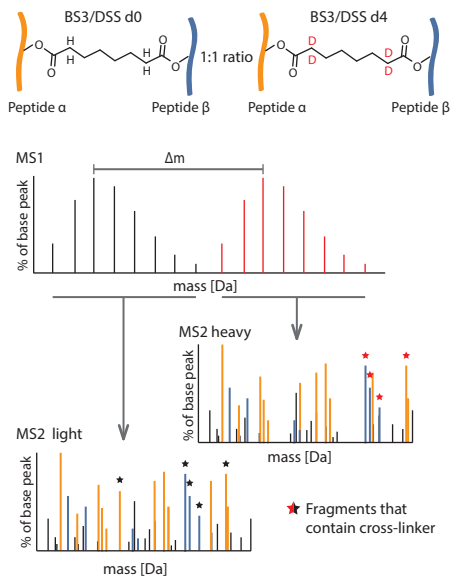 BS3/DSS d0
BS3/DSS d4
H
H
H
H
O
O
O
O
1:1 ratio
D
D
D
D
O
O
O
O
Peptide α
Peptide β
Peptide α
Peptide β
MS1
Δm
% of base peak
mass [Da]
MS2 heavy
% of base peak
mass [Da]
MS2 light
% of base peak
mass [Da]
Fragments that
contain cross-linker